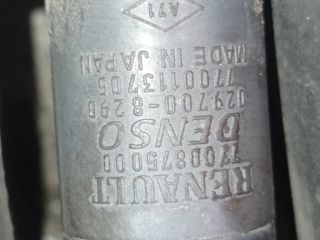 RENAULT
7700875000
DENSO
029700-8290
7700113705
MADE IN JAPAN
A71